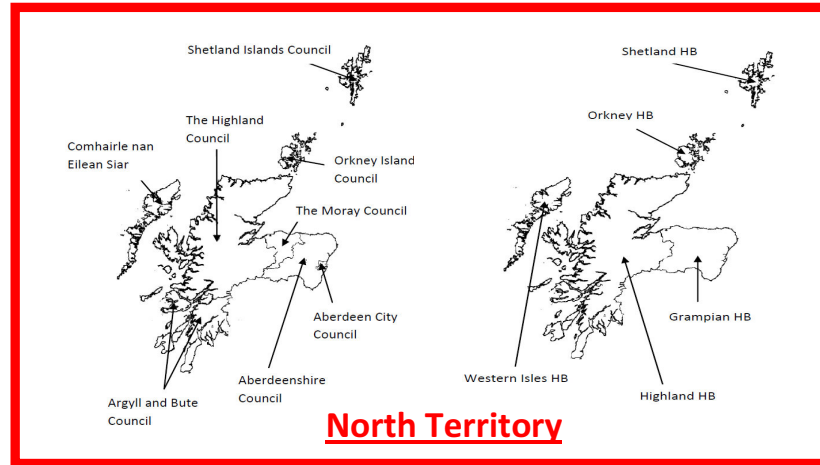 Shetland Islands Council
The Highland
Council
Comhairle nan
Eilean Siar
Orkney Island
Council
The Moray Council
Aberdeen City
Council
Aberdeenshire
Council
Argyll and Bute
Council
Shetland HB
Orkney HB
Grampian HB
Western Isles HB
Highland HB
North Territory